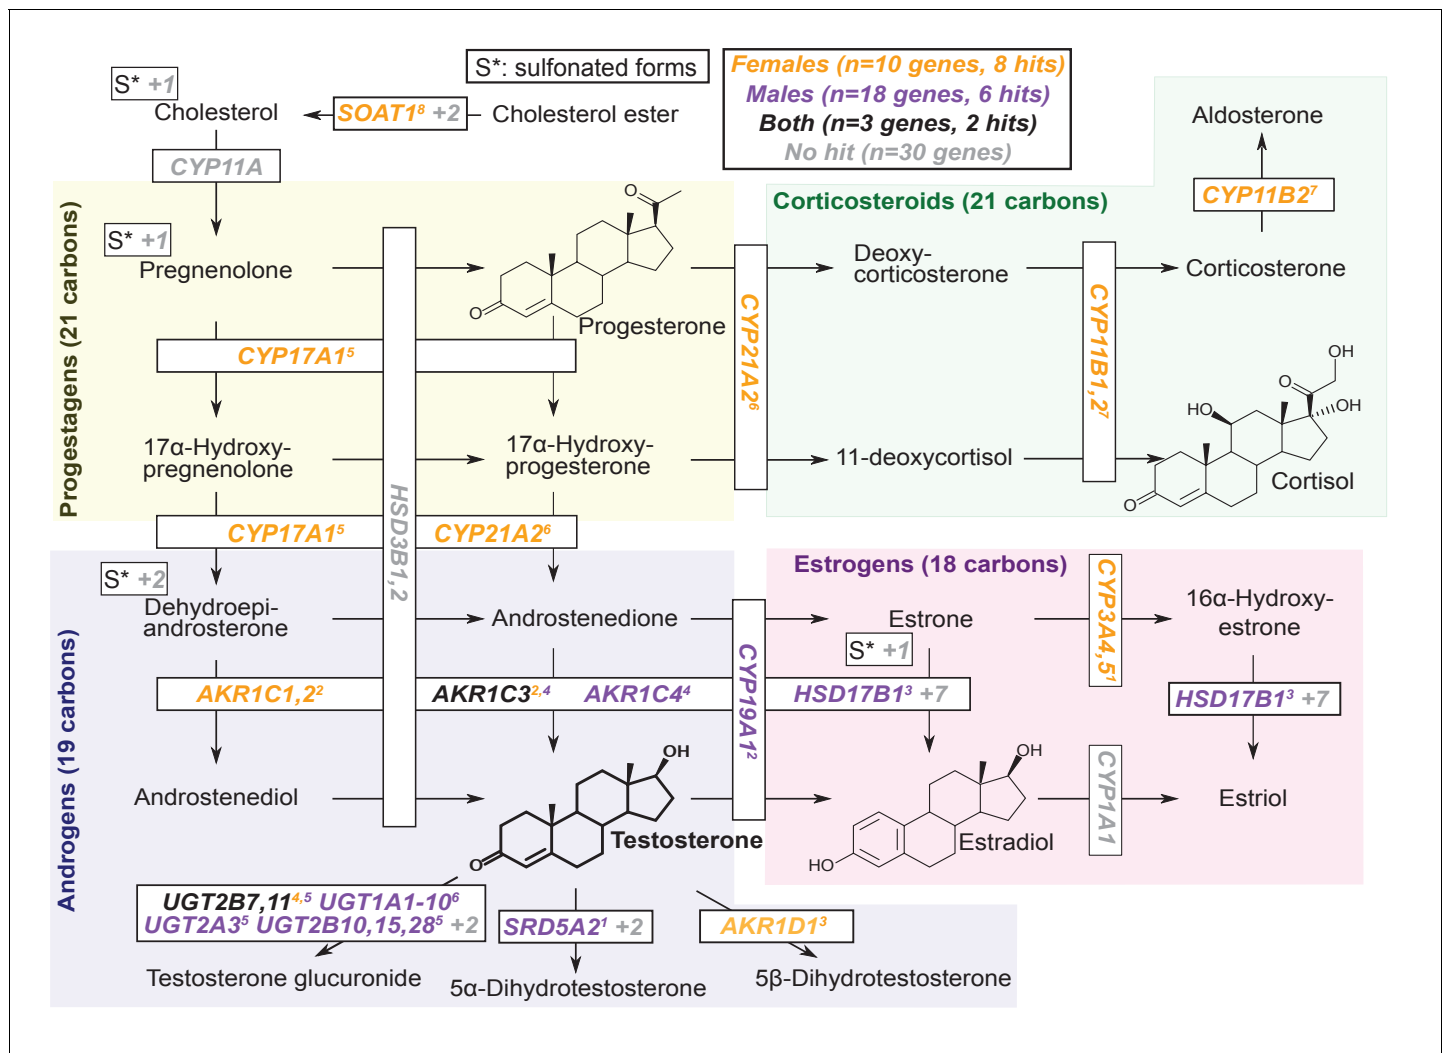 S*: sulfonated forms
Females (n=10 genes, 8 hits)
Males (n=18 genes, 6 hits)
Both (n=3 genes, 2 hits)
No hit (n=30 genes)
S* +1
Cholesterol
SOAT1⁸ +2
Cholesterol ester
Aldosterone
CYP11A
CYP11B2⁷
Progestagens (21 carbons)
Corticosteroids (21 carbons)
S* +1
Pregnenolone
O
O
Progesterone
CYP21A2⁶
Deoxy-
corticosterone
CYP11B1,2⁷
Corticosterone
CYP17A1⁵
HSD3B1,2
17α-Hydroxy-
pregnenolone
17α-Hydroxy-
progesterone
11-deoxycortisol
OH
O
HO
OH
O
Cortisol
CYP17A1⁵
CYP21A2⁶
Androgens (19 carbons)
Estrogens (18 carbons)
S* +2
Dehydroepi-
androsterone
Androstenedione
CYP19A1²
Estrone
S* +1
CYP3A4,5¹
16α-Hydroxy-
estrone
AKR1C1,2²
AKR1C3²,⁴
AKR1C4⁴
HSD17B1³ +7
HSD17B1³ +7
Androstenediol
OH
O
Testosterone
OH
HO
Estradiol
CYP1A1
Estriol
UGT2B7,11⁴,⁵ UGT1A1-10⁶
UGT2A3⁵ UGT2B10,15,28⁵ +2
SRD5A2¹ +2
AKR1D1³
Testosterone glucuronide
5α-Dihydrotestosterone
5β-Dihydrotestosterone